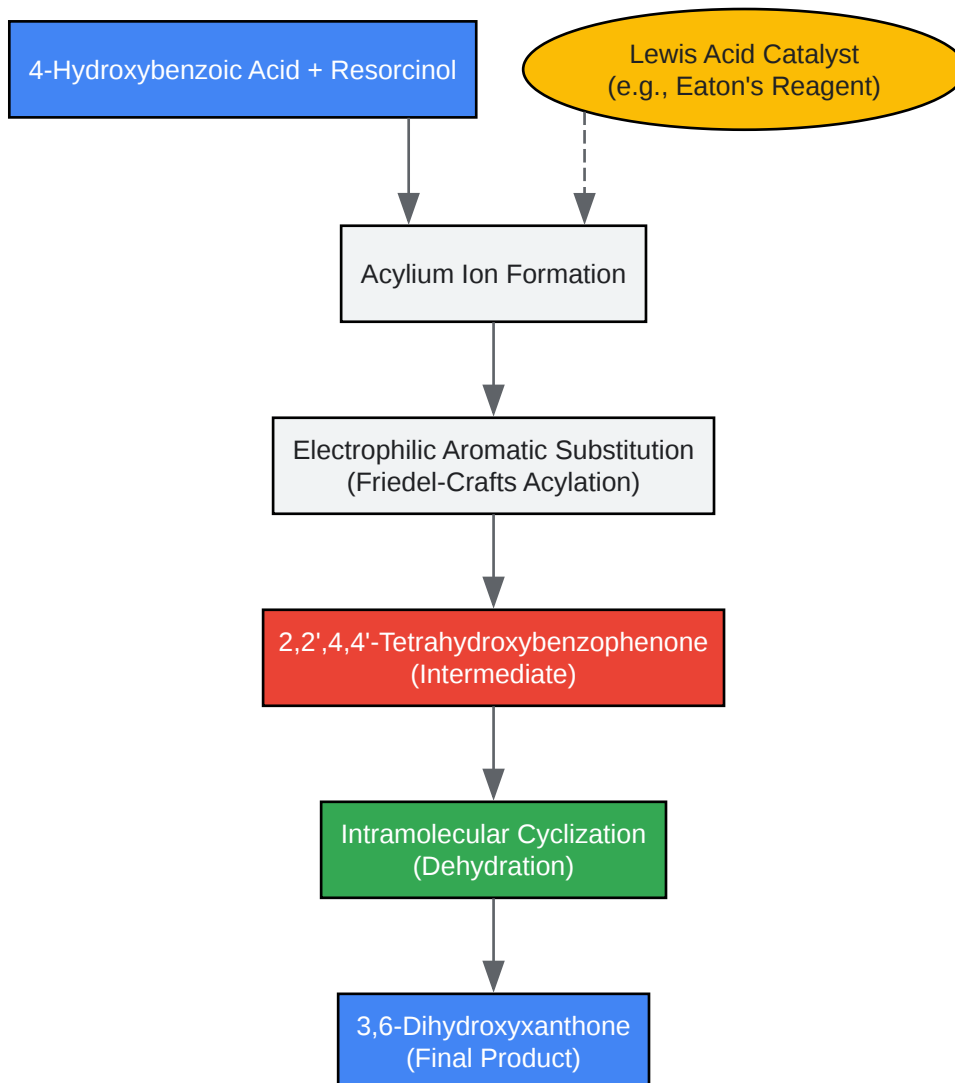 4-Hydroxybenzoic Acid + Resorcinol
Lewis Acid Catalyst
(e.g., Eaton's Reagent)
Acylium Ion Formation
Electrophilic Aromatic Substitution
(Friedel-Crafts Acylation)
2,2',4,4'-Tetrahydroxybenzophenone
(Intermediate)
Intramolecular Cyclization
(Dehydration)
3,6-Dihydroxyxanthone
(Final Product)